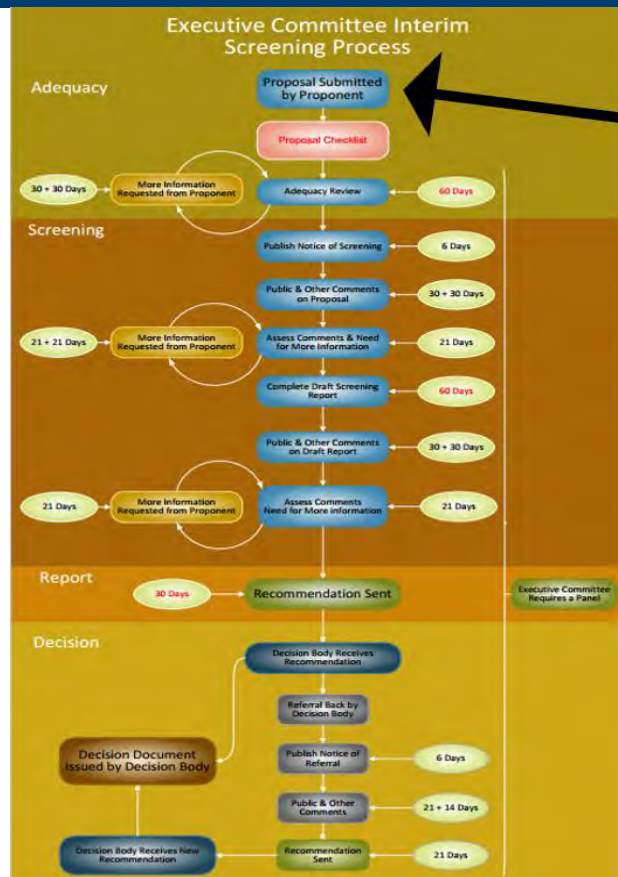 Executive Committee Interim
Screening Process
Adequacy
Proposal Submitted
by Proponent
Proposal Checklist
30 + 30 Days
More Information
Requested from Proponent
Adequacy Review
60 Days
Screening
Publish Notice of Screening
6 Days
Public & Other Comments
on Proposal
30 + 30 Days
21 + 21 Days
More Information
Requested from Proponent
Assess Comments & Need
for More Information
21 Days
Complete Draft Screening
Report
60 Days
Public & Other Comments
on Draft Report
30 + 30 Days
21 Days
More Information
Requested from Proponent
Assess Comments
Need for More information
21 Days
Report
30 Days
Recommendation Sent
Executive Committee
Requires a Panel
Decision
Decision Body Receives
Recommendation
Referral Back by
Decision Body
Decision Document
issued by Decision Body
Publish Notice of
Referral
6 Days
Public & Other
Comments
21 + 14 Days
Decision Body Receives New
Recommendation
Recommendation
Sent
21 Days